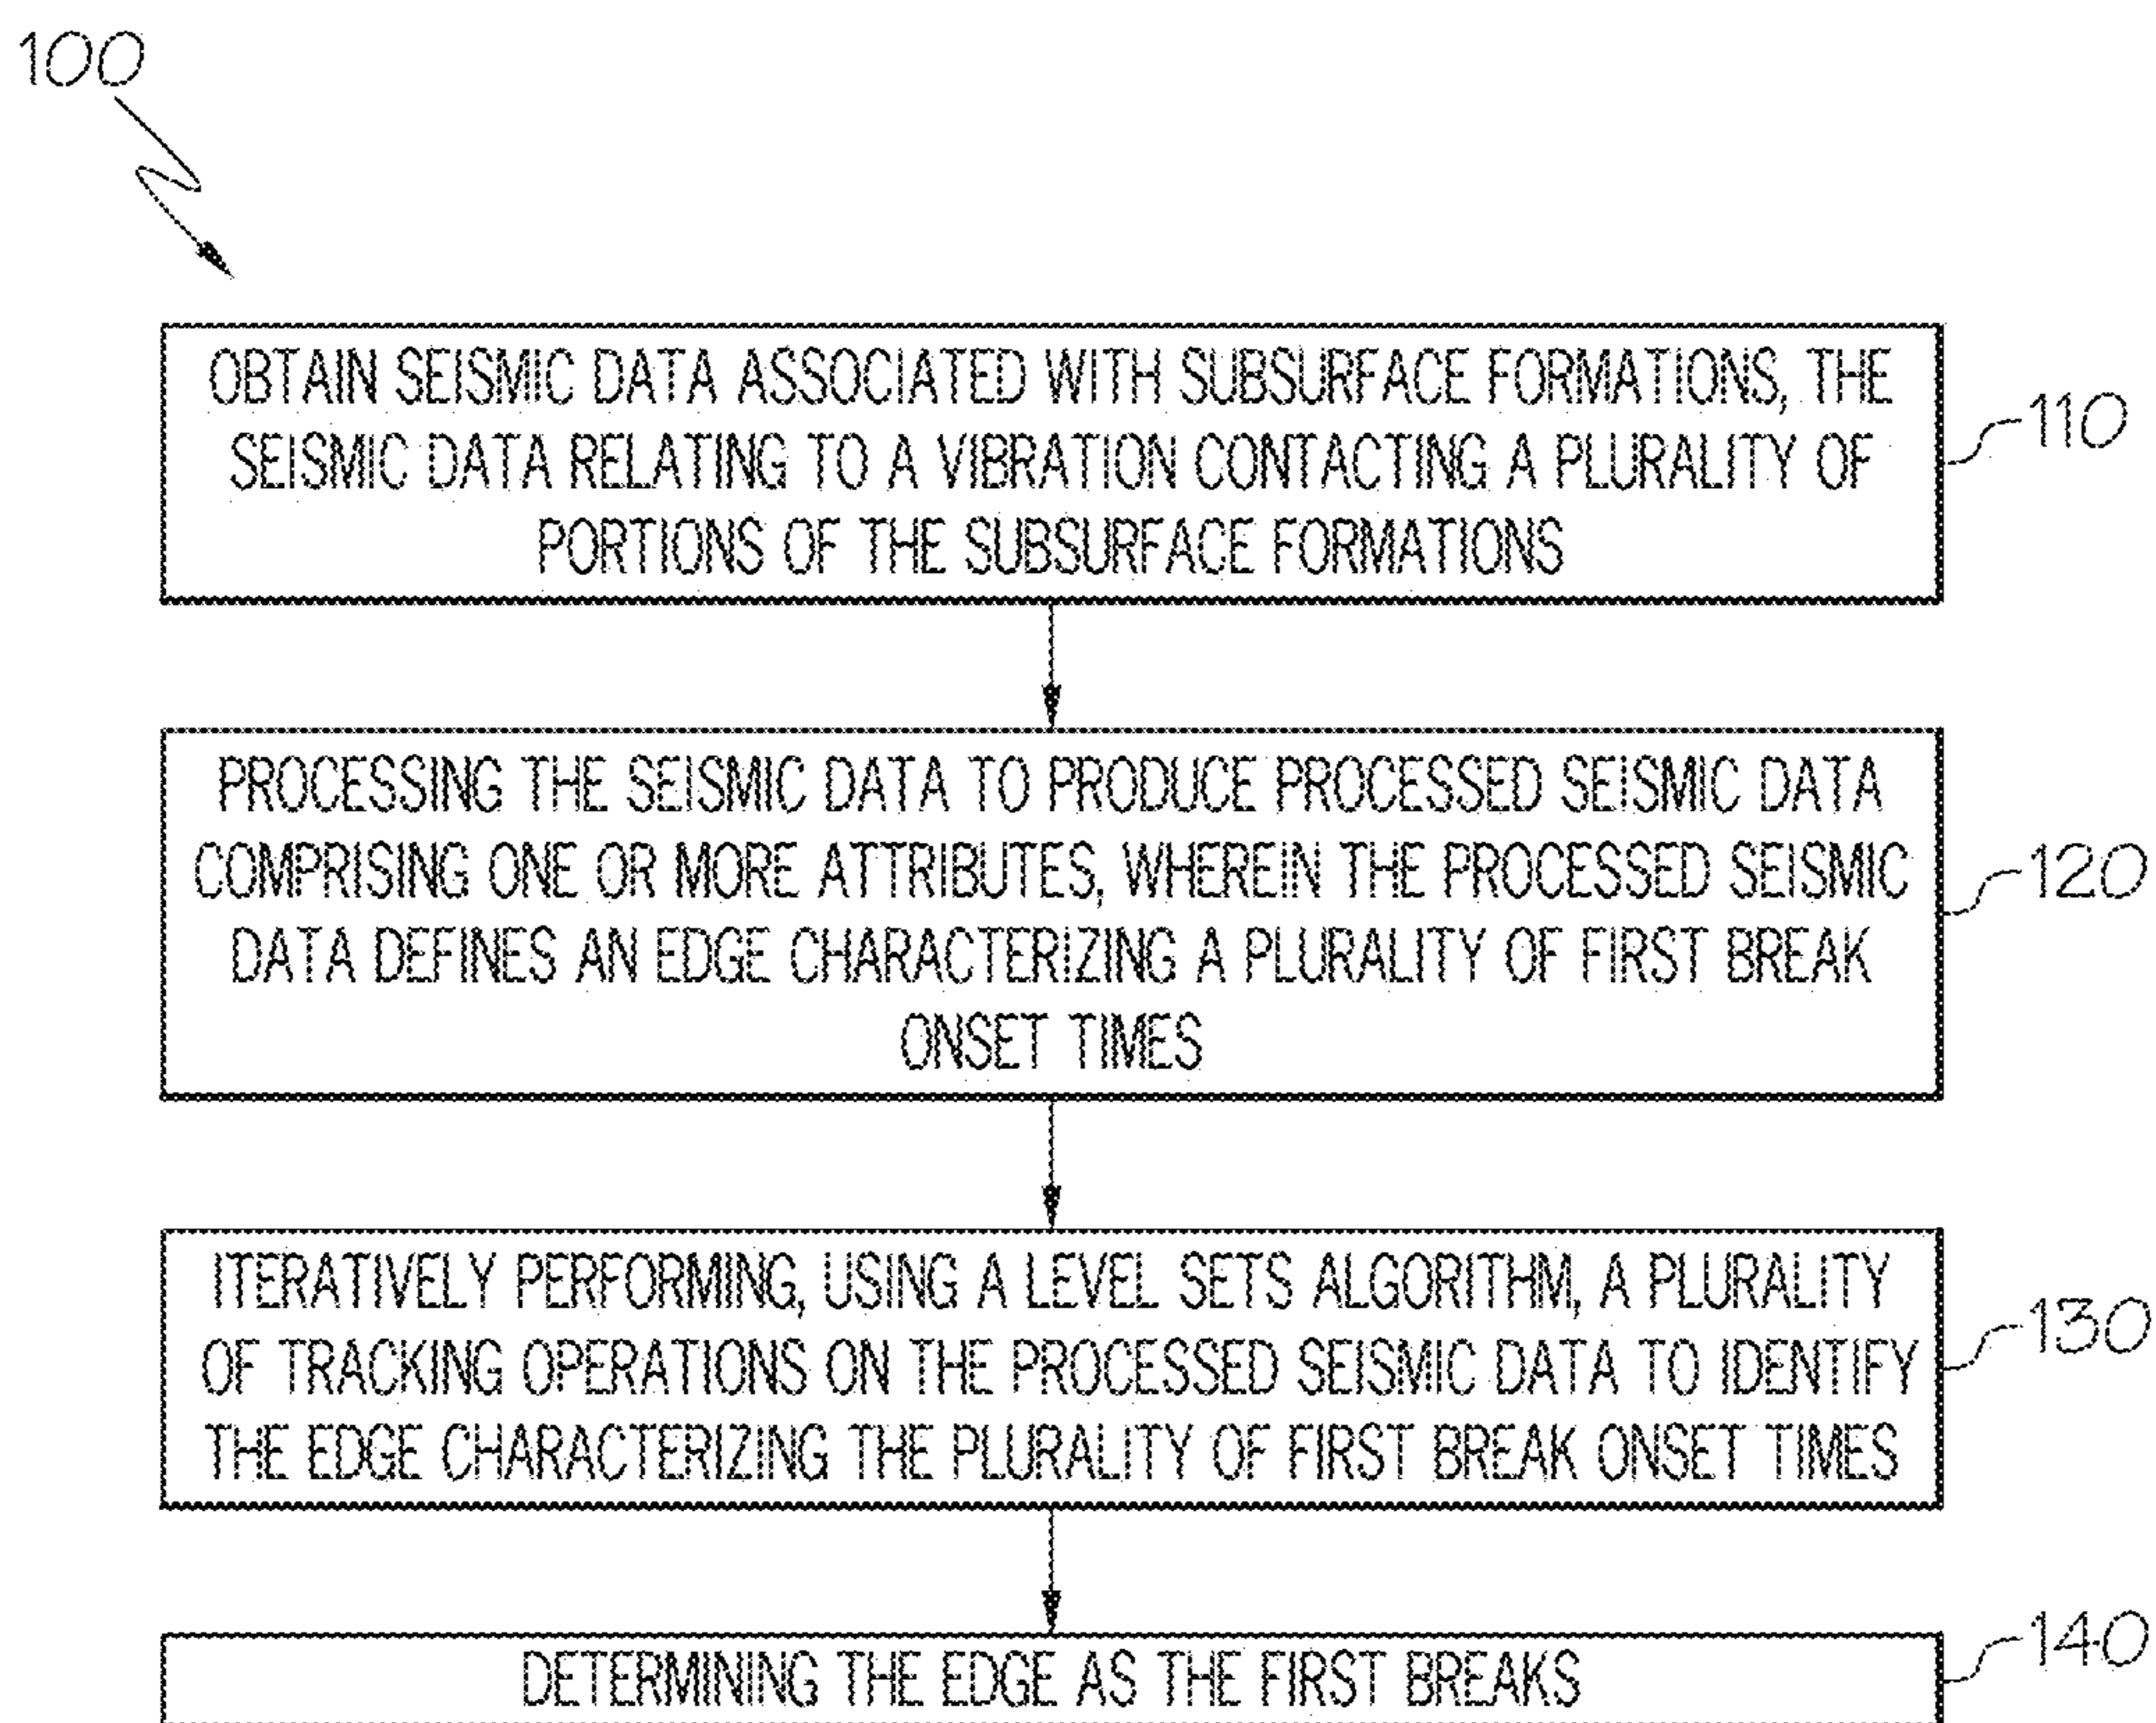 100
OBTAIN SEISMIC DATA ASSOCIATED WITH SUBSURFACE FORMATIONS, THE
SEISMIC DATA RELATING TO A VIBRATION CONTACTING A PLURALITY OF
PORTIONS OF THE SUBSURFACE FORMATIONS
110
PROCESSING THE SEISMIC DATA TO PRODUCE PROCESSED SEISMIC DATA
COMPRISING ONE OR MORE ATTRIBUTES, WHEREIN THE PROCESSED SEISMIC
DATA DEFINES AN EDGE CHARACTERIZING A PLURALITY OF FIRST BREAK
ONSET TIMES
120
ITERATIVELY PERFORMING, USING A LEVEL SETS ALGORITHM, A PLURALITY
OF TRACKING OPERATIONS ON THE PROCESSED SEISMIC DATA TO IDENTIFY
THE EDGE CHARACTERIZING THE PLURALITY OF FIRST BREAK ONSET TIMES
130
DETERMINING THE EDGE AS THE FIRST BREAKS
140